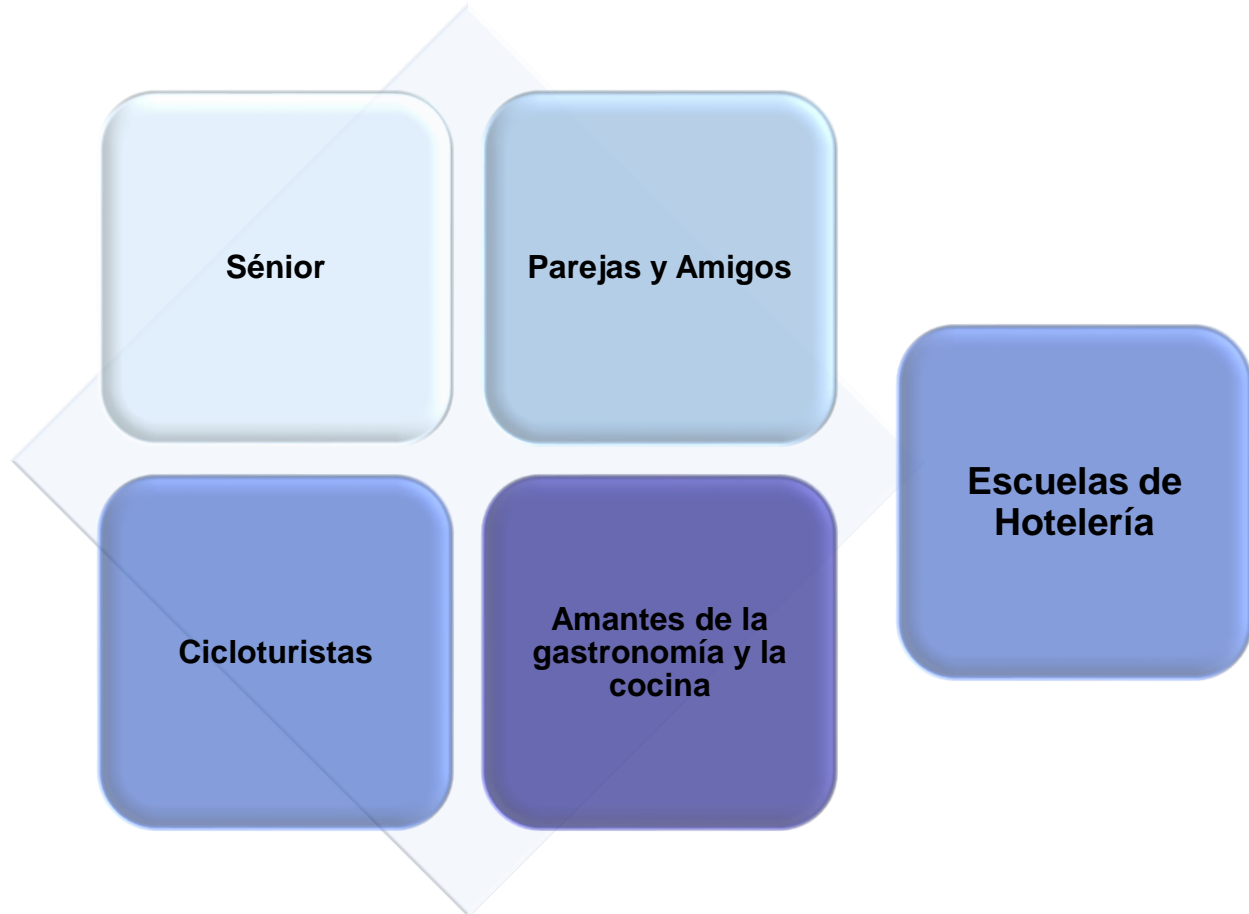 Sénior
Parejas y Amigos
Cicloturistas
Amantes de la
gastronomía y la
cocina
Escuelas de
Hotelería